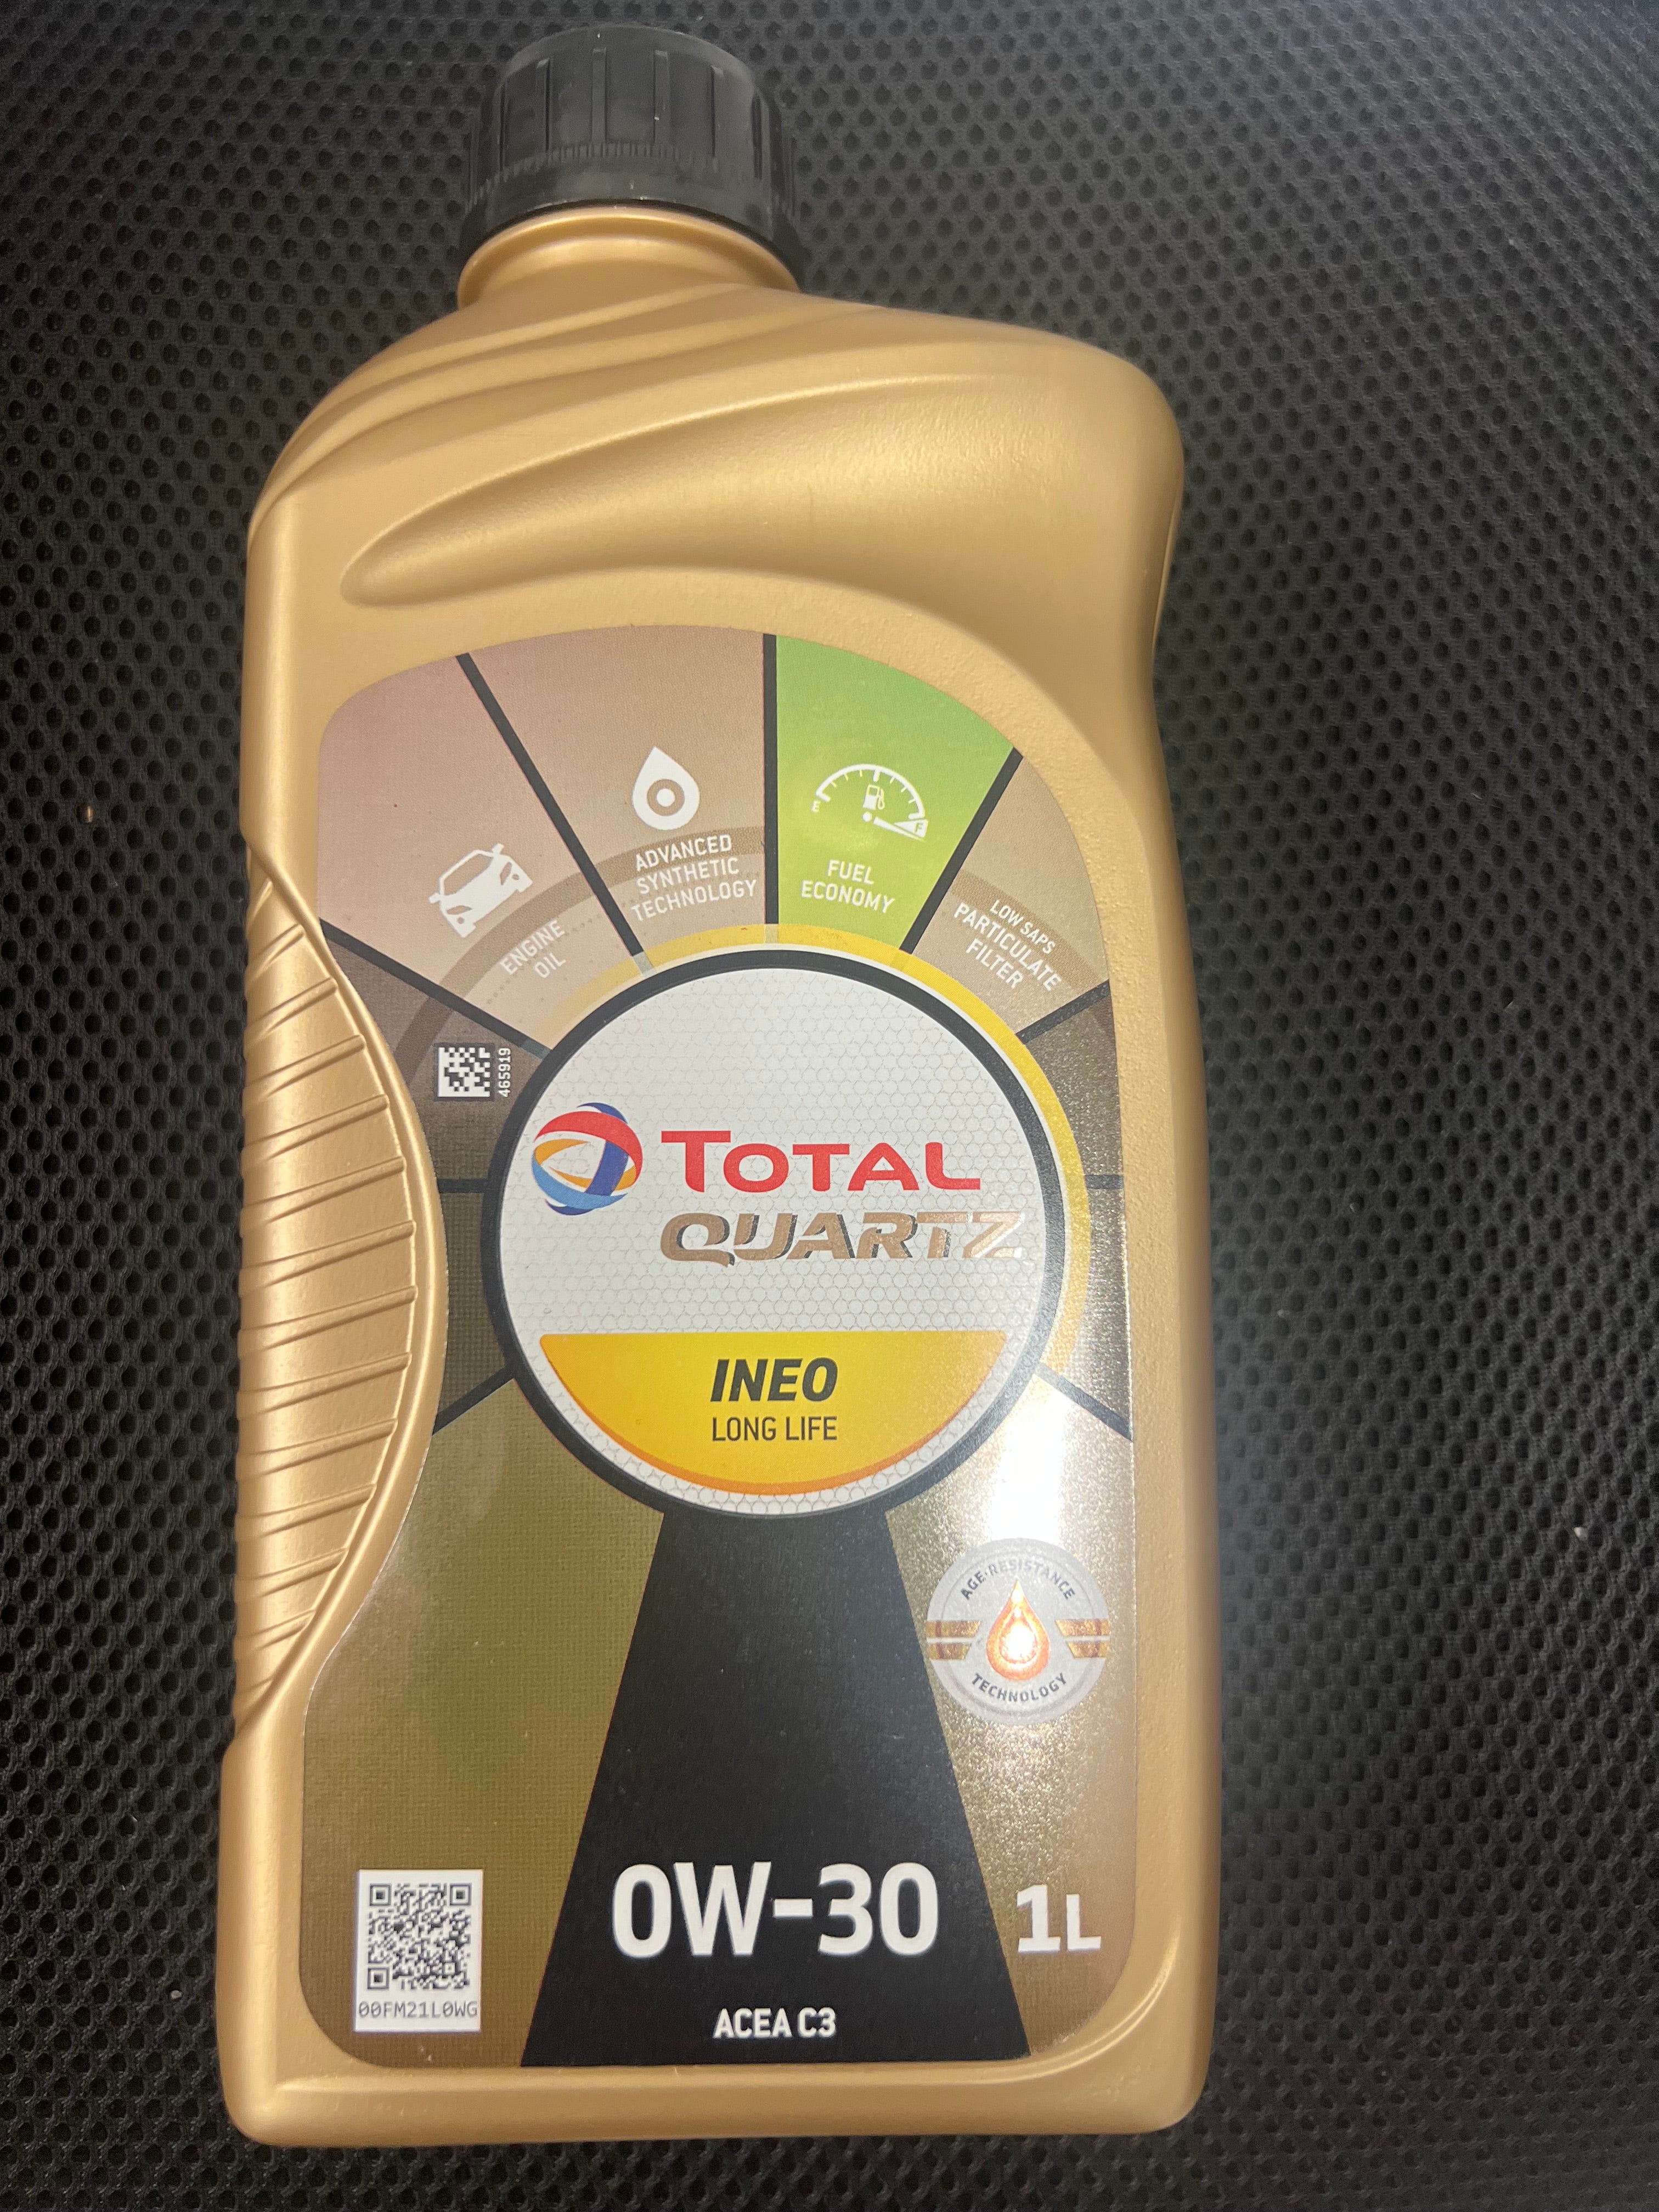 ADVANCED
SYNTHETIC
TECHNOLOGY
E
F
FUEL
ECONOMY
ENGINE
OIL
LOW SAPS
PARTICULATE
FILTER
465919
TOTAL
QUARTZ
INEO
LONG LIFE
AGE-RESISTANCE
TECHNOLOGY
0W-30
1L
00FM21L0WG
ACEA C3